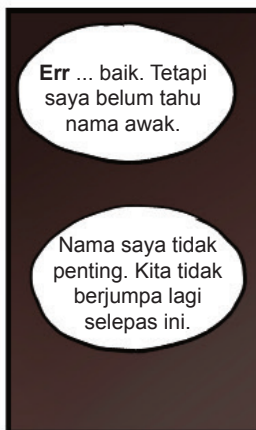 Err ... baik. Tetapi
saya belum tahu
nama awak.
Nama saya tidak
penting. Kita tidak
berjumpa lagi
selepas ini.